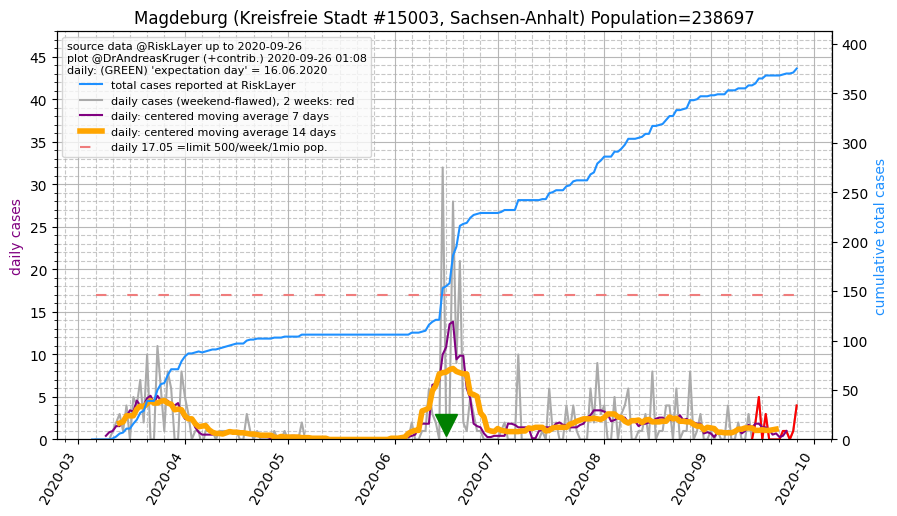 Magdeburg (Kreisfreie Stadt #15003, Sachsen-Anhalt) Population=238697
source data @RiskLayer up to 2020-09-26
plot @DrAndreasKruger (+contrib.) 2020-09-26 01:08
daily: (GREEN) 'expectation day' = 16.06.2020
total cases reported at RiskLayer
daily cases (weekend-flawed), 2 weeks: red
daily: centered moving average 7 days
daily: centered moving average 14 days
daily 17.05 =limit 500/week/1mio pop.
daily cases
45
40
35
30
25
20
15
10
5
0
cumulative total cases
400
350
300
250
200
150
100
50
0
2020-03
2020-04
2020-05
2020-06
2020-07
2020-08
2020-09
2020-10